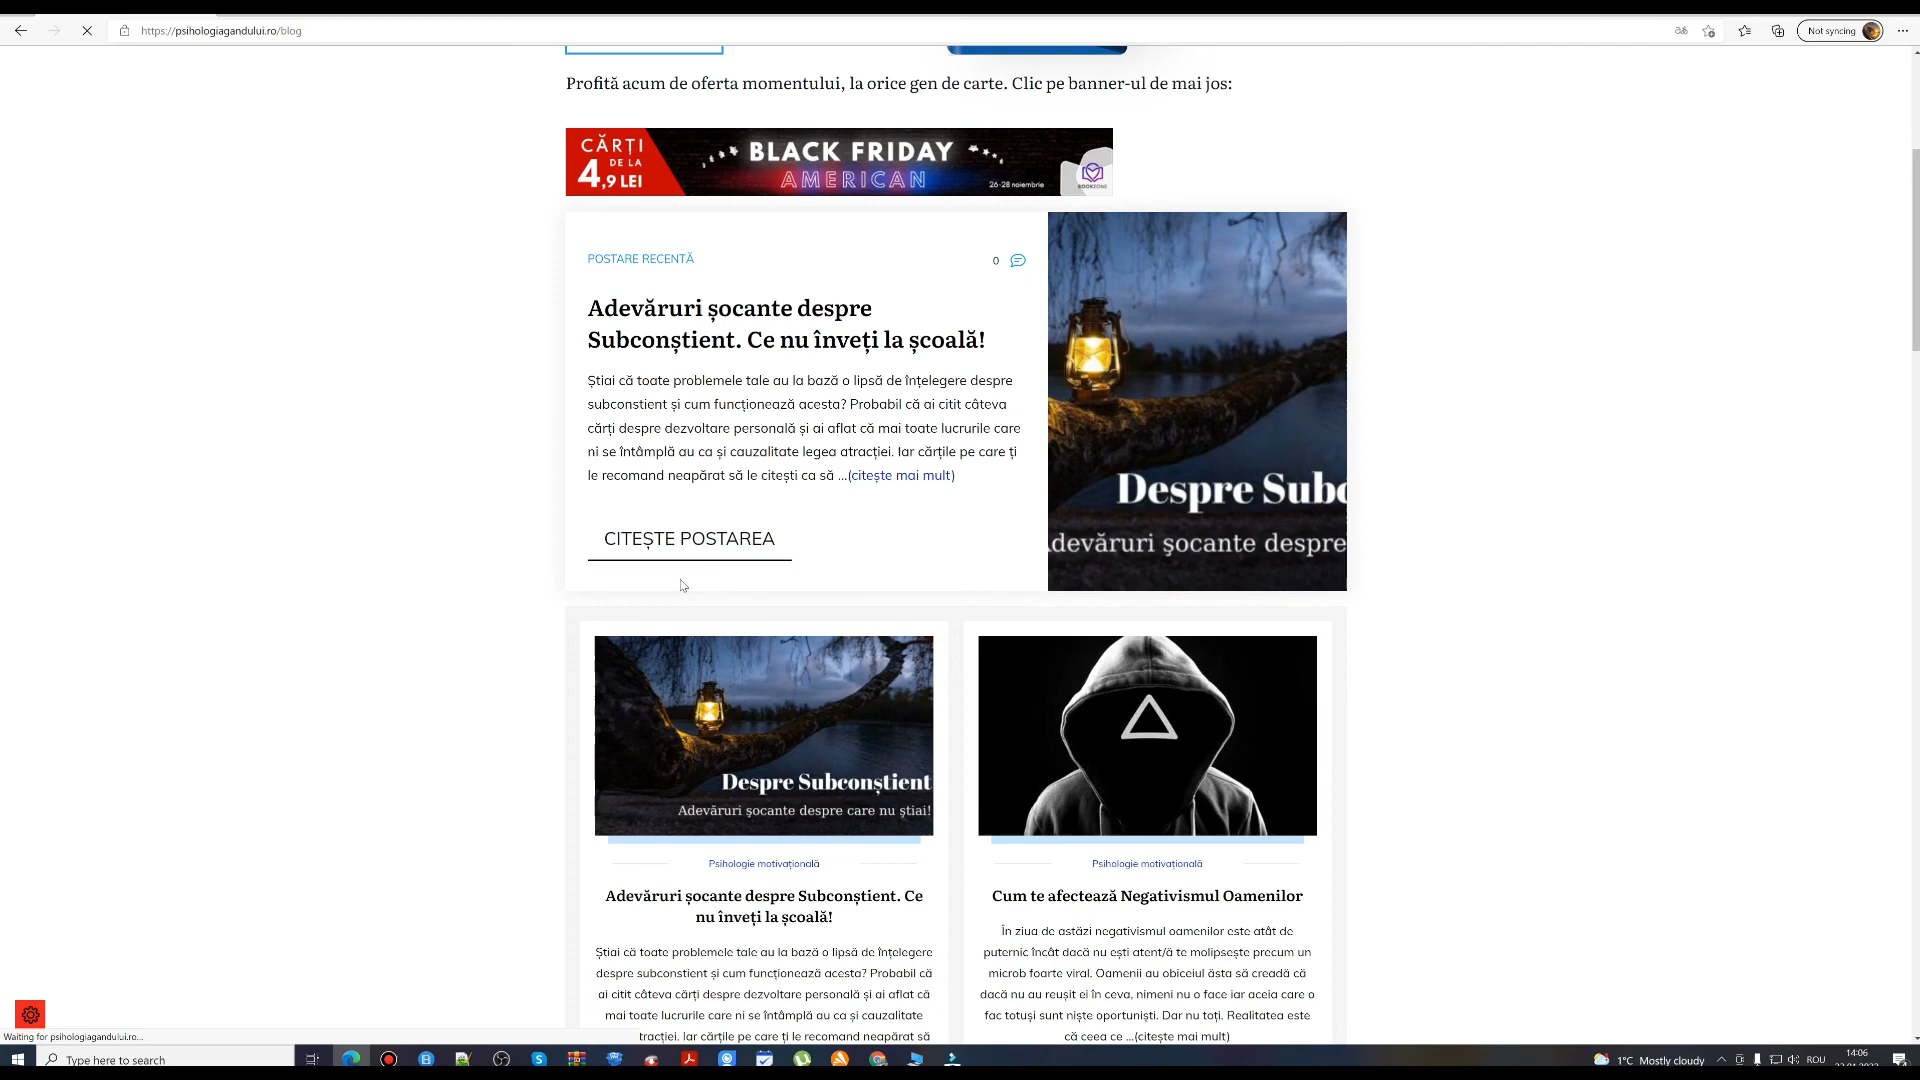 https://psihologiagandului.ro/blog
Not syncing
Profită acum de oferta momentului, la orice gen de carte. Clic pe banner-ul de mai jos:
CĂRȚI
DE LA
4,9 LEI
BLACK FRIDAY
AMERICAN
26-28 noiembrie
BOOKZONE
POSTARE RECENTĂ
0
Adevăruri șocante despre
Subconștient. Ce nu înveți la școală!
Știai că toate problemele tale au la bază o lipsă de înțelegere despre
subconstient și cum funcționează acesta? Probabil că ai citit câteva
cărți despre dezvoltare personală și ai aflat că mai toate lucrurile care
ni se întâmplă au ca și cauzalitate legea atracției. Iar cărțile pe care ți
le recomand neapărat să le citești ca să ...(citește mai mult)
CITEȘTE POSTAREA
Despre Subc
devăruri șocante despre
Despre Subconștient
Adevăruri șocante despre care nu știai!
Psihologie motivațională
Adevăruri șocante despre Subconștient. Ce
nu înveți la școală!
Știai că toate problemele tale au la bază o lipsă de înțelegere
despre subconstient și cum funcționează acesta? Probabil că
ai citit câteva cărți despre dezvoltare personală și ai aflat că
mai toate lucrurile care ni se întâmplă au ca și cauzalitate
tracției. Iar cărțile pe care ți le recomand neapărat să
Psihologie motivațională
Cum te afectează Negativismul Oamenilor
În ziua de astăzi negativismul oamenilor este atât de
puternic încât dacă nu ești atent/ă te molipsește precum un
microb foarte viral. Oamenii au obiceiul ăsta să creadă că
dacă nu au reușit ei în ceva, nimeni nu o face iar aceia care o
fac totuși sunt niște oportuniști. Dar nu toți. Realitatea este
că ceea ce ...(citește mai mult)
Waiting for psihologiagandului.ro...
Type here to search
1°C Mostly cloudy
ROU
14:06